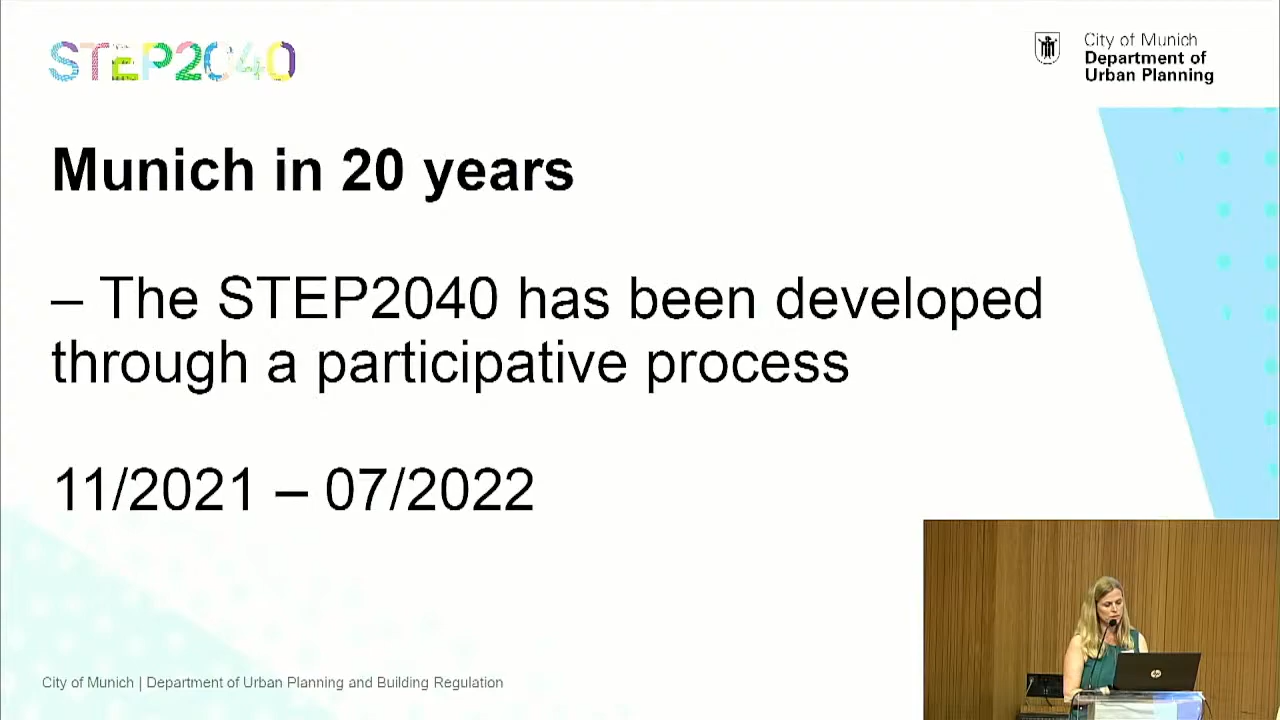 STEP2040
City of Munich
Department of
Urban Planning
Munich in 20 years
– The STEP2040 has been developed
through a participative process
11/2021 – 07/2022
City of Munich | Department of Urban Planning and Building Regulation
hp